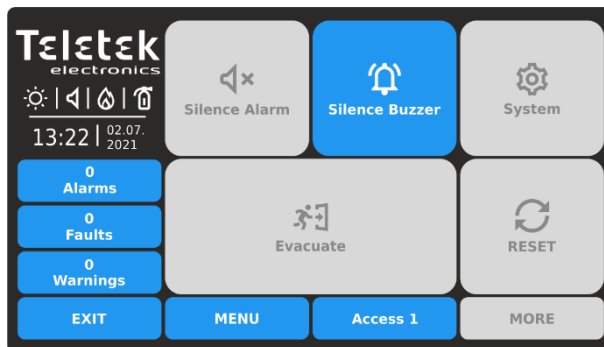 Teletek
electronics
13:22 02.07.
2021
0
Alarms
0
Faults
0
Warnings
Silence Alarm
Silence Buzzer
System
Evacuate
RESET
EXIT
MENU
Access 1
MORE